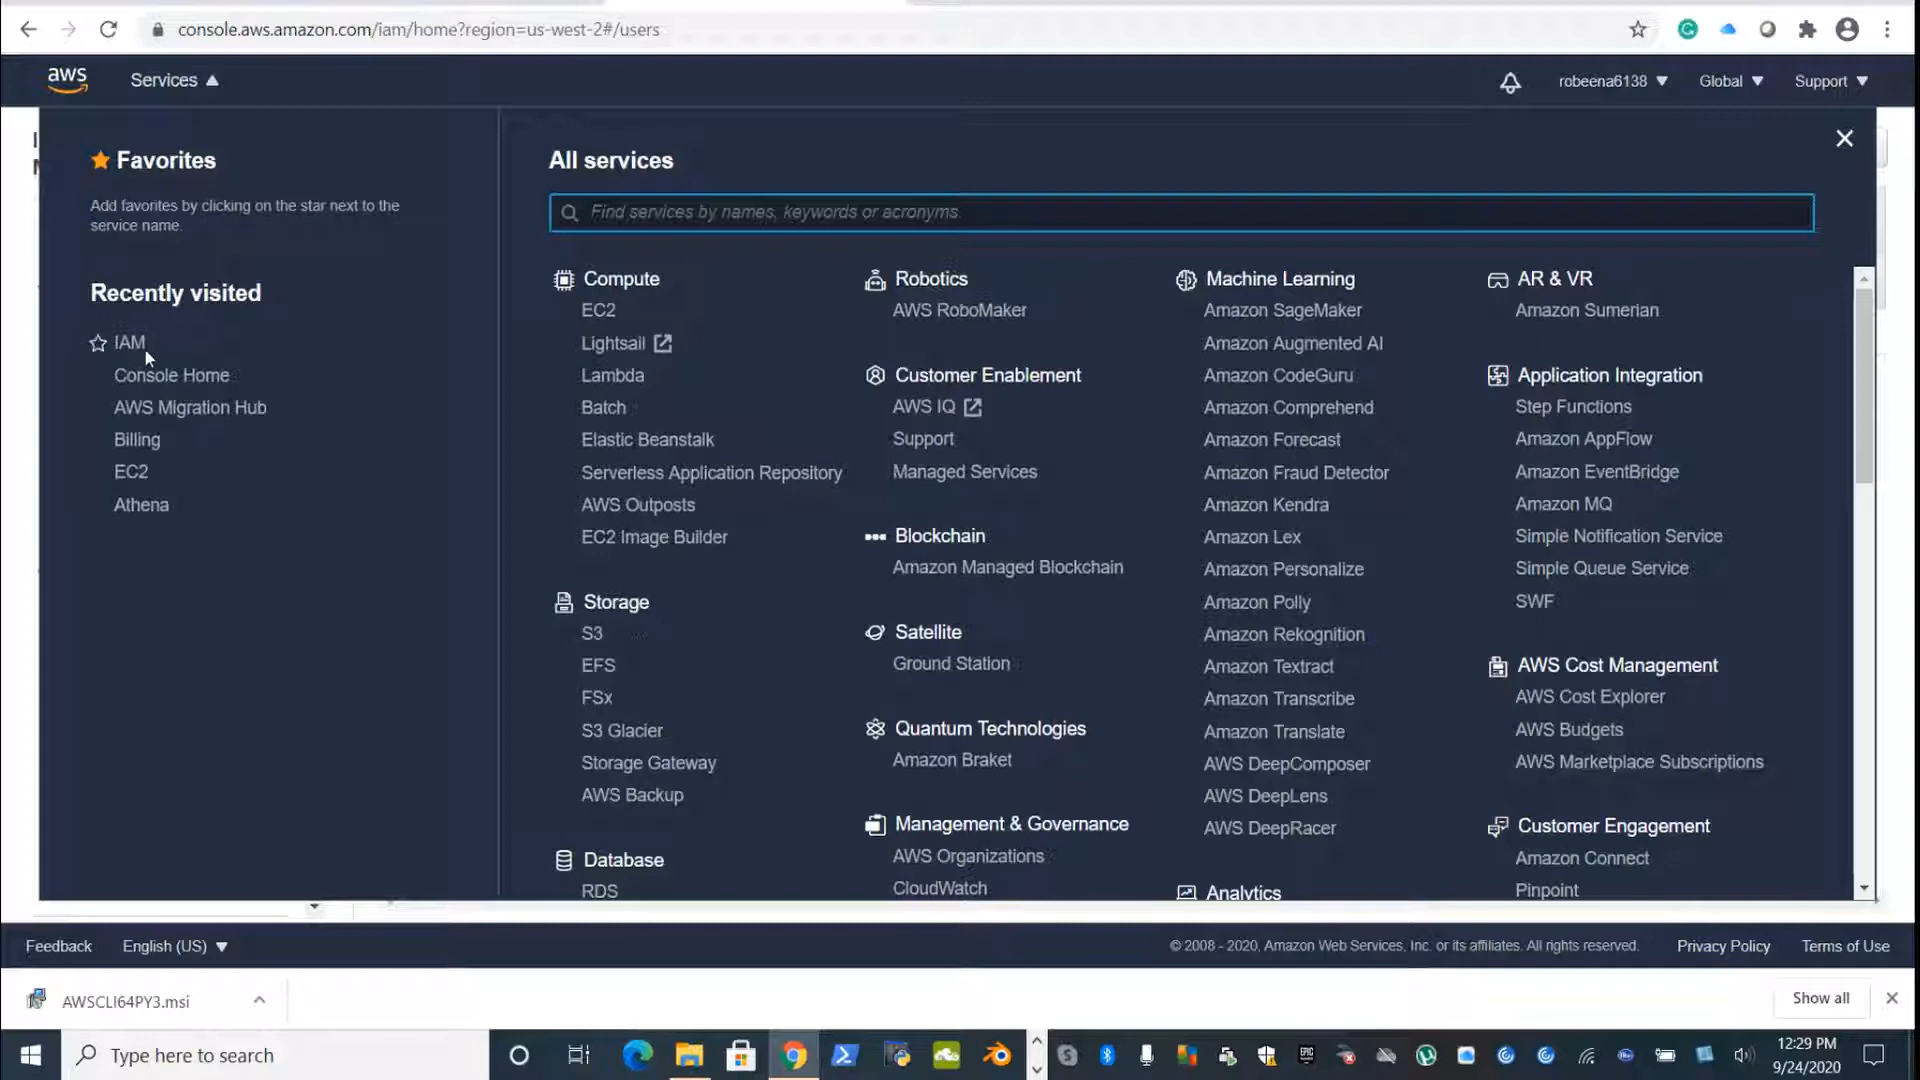 console.aws.amazon.com/iam/home?region=us-west-2#/users
aws
Services
robeena6138
Global
Support
Favorites
Add favorites by clicking on the star next to the
service name.
Recently visited
IAM
Console Home
AWS Migration Hub
Billing
EC2
Athena
All services
Find services by names, keywords or acronyms.
Compute
EC2
Lightsail
Lambda
Batch
Elastic Beanstalk
Serverless Application Repository
AWS Outposts
EC2 Image Builder
Storage
S3
EFS
FSx
S3 Glacier
Storage Gateway
AWS Backup
Database
RDS
Robotics
AWS RoboMaker
Customer Enablement
AWS IQ
Support
Managed Services
Blockchain
Amazon Managed Blockchain
Satellite
Ground Station
Quantum Technologies
Amazon Braket
Management & Governance
AWS Organizations
CloudWatch
Machine Learning
Amazon SageMaker
Amazon Augmented AI
Amazon CodeGuru
Amazon Comprehend
Amazon Forecast
Amazon Fraud Detector
Amazon Kendra
Amazon Lex
Amazon Personalize
Amazon Polly
Amazon Rekognition
Amazon Textract
Amazon Transcribe
Amazon Translate
AWS DeepComposer
AWS DeepLens
AWS DeepRacer
Analytics
AR & VR
Amazon Sumerian
Application Integration
Step Functions
Amazon AppFlow
Amazon EventBridge
Amazon MQ
Simple Notification Service
Simple Queue Service
SWF
AWS Cost Management
AWS Cost Explorer
AWS Budgets
AWS Marketplace Subscriptions
Customer Engagement
Amazon Connect
Pinpoint
Feedback
English (US)
© 2008 - 2020, Amazon Web Services, Inc. or its affiliates. All rights reserved.
Privacy Policy
Terms of Use
AWSCLI64PY3.msi
Show all
Type here to search
12:29 PM
9/24/2020